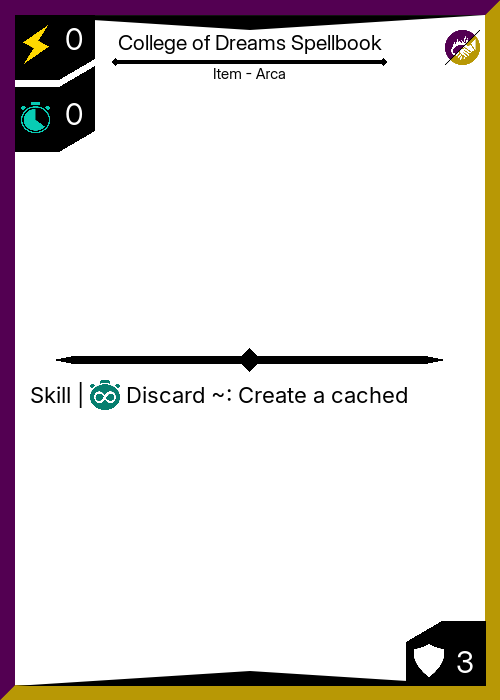 0
College of Dreams Spellbook
Item - Arca
0
Skill | Discard ~: Create a cached
3